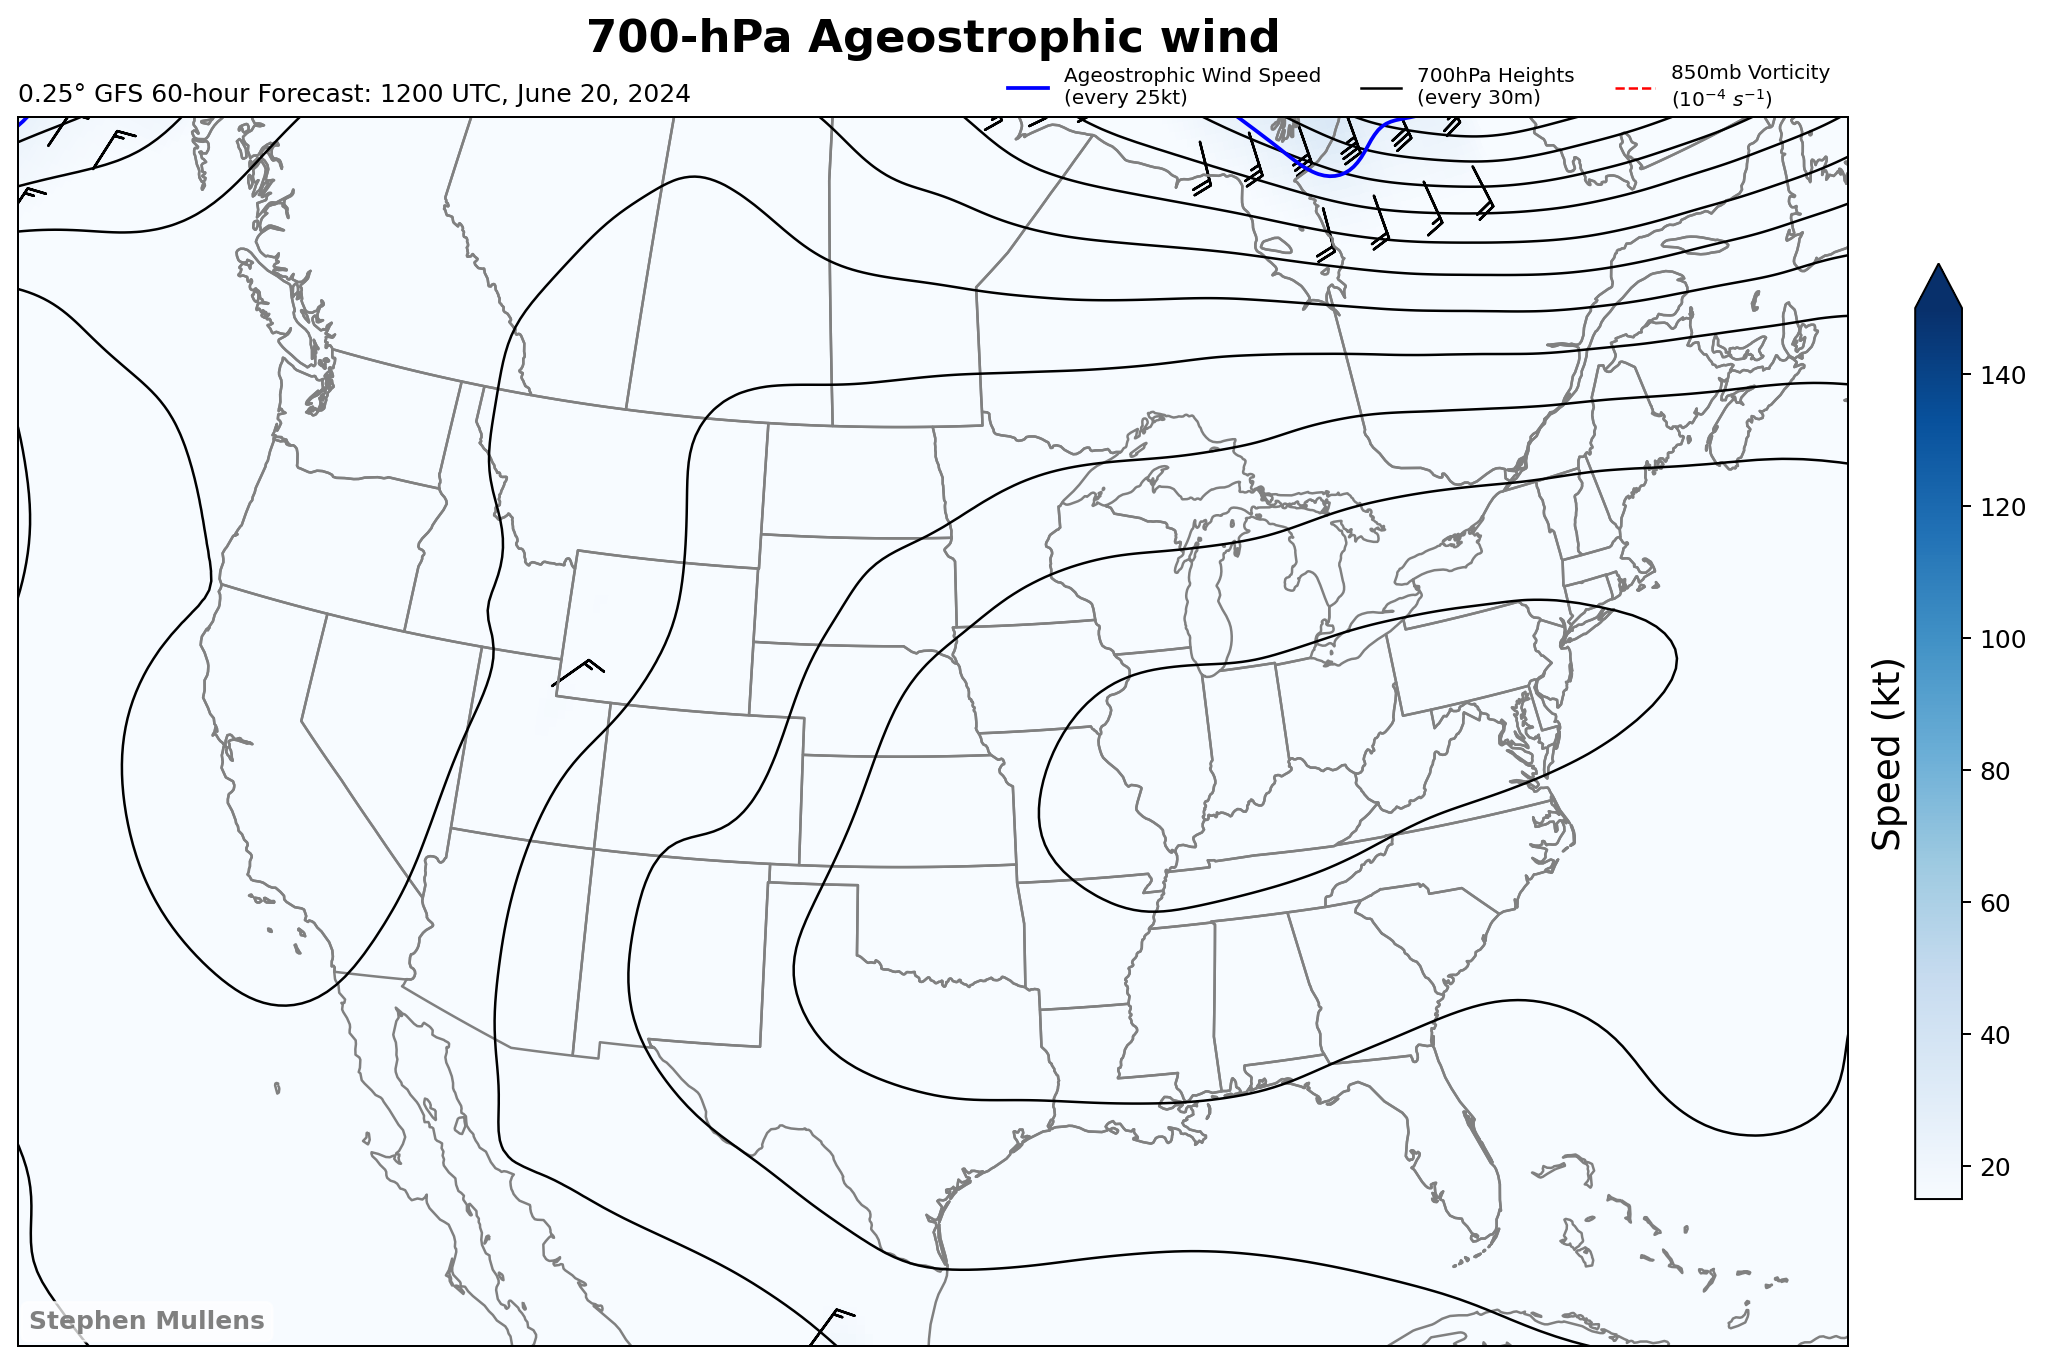 700-hPa Ageostrophic wind
0.25° GFS 60-hour Forecast: 1200 UTC, June 20, 2024
Ageostrophic Wind Speed
(every 25kt)
700hPa Heights
(every 30m)
850mb Vorticity
(10⁻⁴ s⁻¹)
140
120
100
80
60
40
20
Speed (kt)
Stephen Mullens